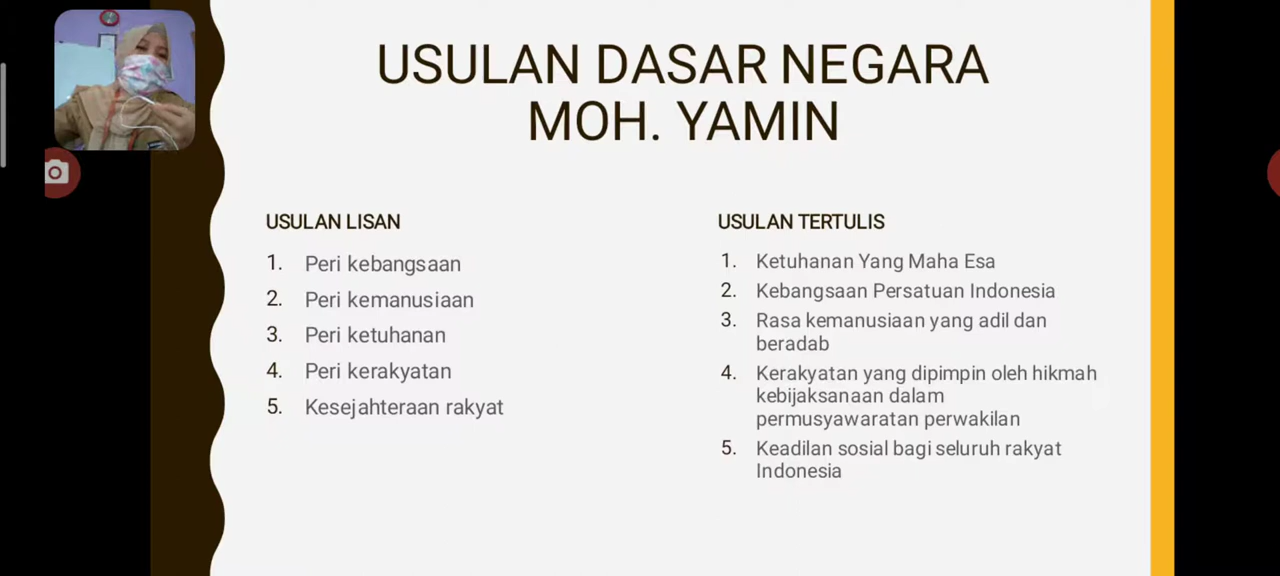 USULAN DASAR NEGARA
MOH. YAMIN
USULAN LISAN
1. Peri kebangsaan
2. Peri kemanusiaan
3. Peri ketuhanan
4. Peri kerakyatan
5. Kesejahteraan rakyat
USULAN TERTULIS
1. Ketuhanan Yang Maha Esa
2. Kebangsaan Persatuan Indonesia
3. Rasa kemanusiaan yang adil dan
beradab
4. Kerakyatan yang dipimpin oleh hikmah
kebijaksanaan dalam
permusyawaratan perwakilan
5. Keadilan sosial bagi seluruh rakyat
Indonesia